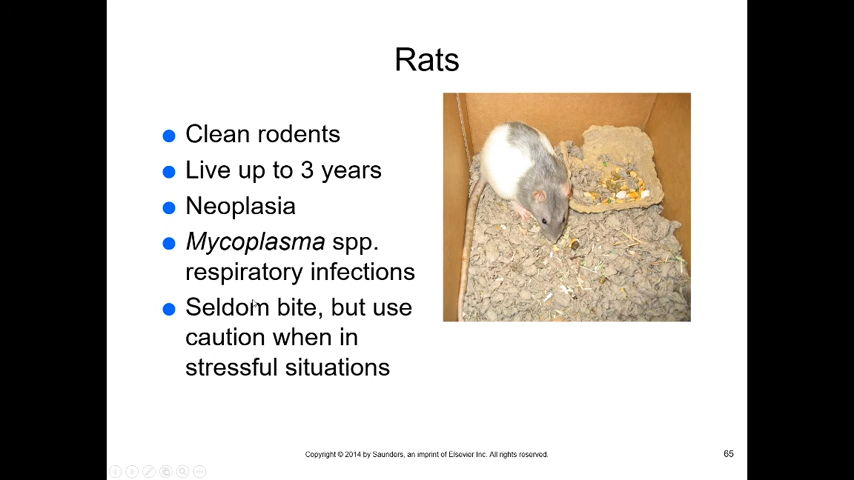 Rats
Clean rodents
Live up to 3 years
Neoplasia
Mycoplasma spp.
respiratory infections
Seldom bite, but use
caution when in
stressful situations
Copyright © 2014 by Saunders, an imprint of Elsevier Inc. All rights reserved.
65